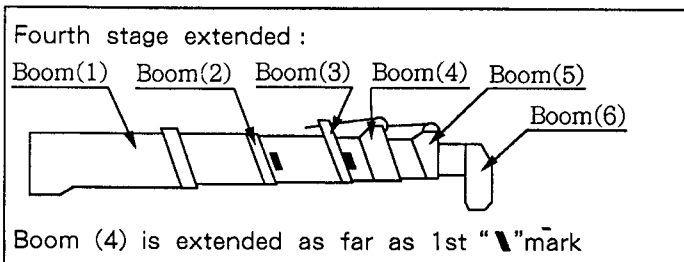 Fourth stage extended :
Boom(1) Boom(2) Boom(3) Boom(4) Boom(5)
Boom(6)
Boom (4) is extended as far as 1st “\”mark